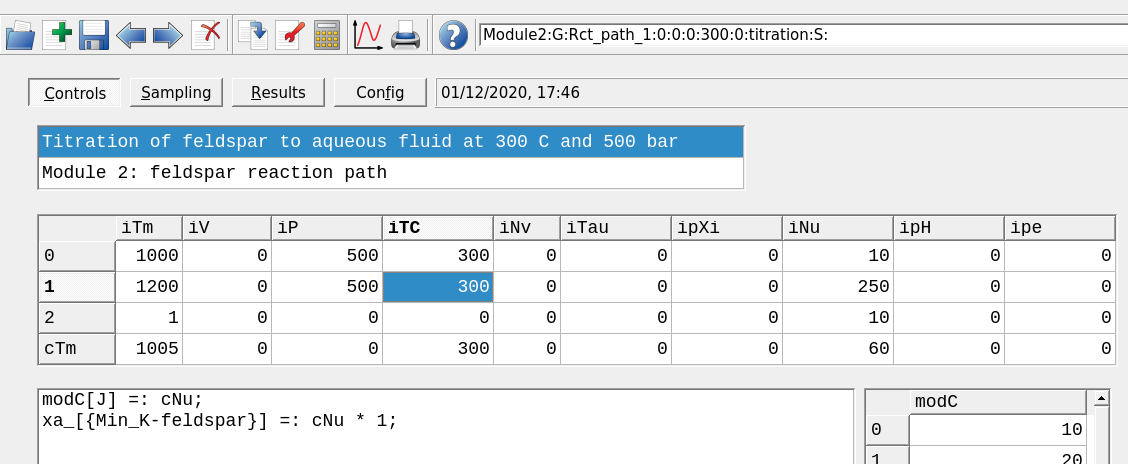 Module2:G:Rct_path_1:0:0:0:300:0:titration:S:
Controls Sampling Results Config 01/12/2020, 17:46
Titration of feldspar to aqueous fluid at 300 C and 500 bar
Module 2: feldspar reaction path
iTm iV iP iTC iNv iTau ipXi iNu ipH ipe
0 1000 0 500 300 0 0 0 10 0 0
1 1200 0 500 300 0 0 0 250 0 0
2 1 0 0 0 0 0 0 10 0 0
cTm 1005 0 0 300 0 0 0 60 0 0
modC[J] =: cNu;
xa_[{Min_K-feldspar}] =: cNu * 1;
modC
0 10
1 20